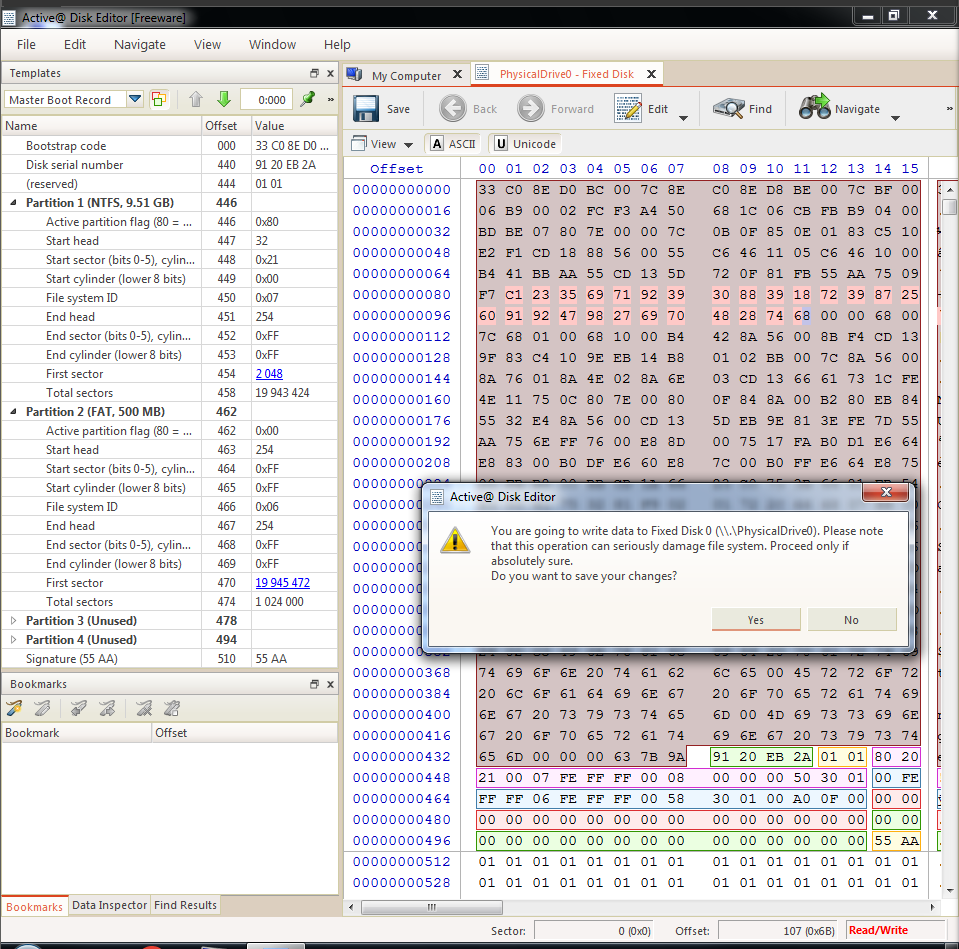 Active@ Disk Editor [Freeware]
File Edit Navigate View Window Help
Templates
Master Boot Record 0:000 »
Name Offset Value
Bootstrap code 000 33 C0 8E D0 ...
Disk serial number 440 91 20 EB 2A
(reserved) 444 01 01
Partition 1 (NTFS, 9.51 GB) 446
Active partition flag (80 = ... 446 0x80
Start head 447 32
Start sector (bits 0-5), cylin... 448 0x21
Start cylinder (lower 8 bits) 449 0x00
File system ID 450 0x07
End head 451 254
End sector (bits 0-5), cylin... 452 0xFF
End cylinder (lower 8 bits) 453 0xFF
First sector 454 2 048
Total sectors 458 19 943 424
Partition 2 (FAT, 500 MB) 462
Active partition flag (80 = ... 462 0x00
Start head 463 254
Start sector (bits 0-5), cylin... 464 0xFF
Start cylinder (lower 8 bits) 465 0xFF
File system ID 466 0x06
End head 467 254
End sector (bits 0-5), cylin... 468 0xFF
End cylinder (lower 8 bits) 469 0xFF
First sector 470 19 945 472
Total sectors 474 1 024 000
Partition 3 (Unused) 478
Partition 4 (Unused) 494
Signature (55 AA) 510 55 AA
Bookmarks
Bookmark Offset
Bookmarks Data Inspector Find Results
My Computer PhysicalDrive0 - Fixed Disk
Save Back Forward Edit Find Navigate »
View A ASCII U Unicode
Offset 00 01 02 03 04 05 06 07 08 09 10 11 12 13 14 15
00000000000 33 C0 8E D0 BC 00 7C 8E C0 8E D8 BE 00 7C BF 00
00000000016 06 B9 00 02 FC F3 A4 50 68 1C 06 CB FB B9 04 00
00000000032 BD BE 07 80 7E 00 00 7C 0B 0F 85 0E 01 83 C5 10
00000000048 E2 F1 CD 18 88 56 00 55 C6 46 11 05 C6 46 10 00
00000000064 B4 41 BB AA 55 CD 13 5D 72 0F 81 FB 55 AA 75 09
00000000080 F7 C1 23 35 69 71 92 39 30 88 39 18 72 39 87 25
00000000096 60 91 92 47 98 27 69 70 48 28 74 68 00 00 68 00
00000000112 7C 68 01 00 68 10 00 B4 42 8A 56 00 8B F4 CD 13
00000000128 9F 83 C4 10 9E EB 14 B8 01 02 BB 00 7C 8A 56 00
00000000144 8A 76 01 8A 4E 02 8A 6E 03 CD 13 66 61 73 1C FE
00000000160 4E 11 75 0C 80 7E 00 80 0F 84 8A 00 B2 80 EB 84
00000000176 55 32 E4 8A 56 00 CD 13 5D EB 9E 81 3E FE 7D 55
00000000192 AA 75 6E FF 76 00 E8 8D 00 75 17 FA B0 D1 E6 64
00000000208 E8 83 00 B0 DF E6 60 E8 7C 00 B0 FF E6 64 E8 75
Active@ Disk Editor
You are going to write data to Fixed Disk 0 (\\.\PhysicalDrive0). Please note
that this operation can seriously damage file system. Proceed only if
absolutely sure.
Do you want to save your changes?
Yes No
00000000368 74 69 6F 6E 20 74 61 62 6C 65 00 45 72 72 6F 72
00000000384 20 6C 6F 61 64 69 6E 67 20 6F 70 65 72 61 74 69
00000000400 6E 67 20 73 79 73 74 65 6D 00 4D 69 73 73 69 6E
00000000416 67 20 6F 70 65 72 61 74 69 6E 67 20 73 79 73 74
00000000432 65 6D 00 00 00 63 7B 9A 91 20 EB 2A 01 01 80 20
00000000448 21 00 07 FE FF FF 00 08 00 00 00 50 30 01 00 FE
00000000464 FF FF 06 FE FF FF 00 58 30 01 00 A0 0F 00 00 00
00000000480 00 00 00 00 00 00 00 00 00 00 00 00 00 00 00 00
00000000496 00 00 00 00 00 00 00 00 00 00 00 00 00 00 55 AA
00000000512 01 01 01 01 01 01 01 01 01 01 01 01 01 01 01 01
00000000528 01 01 01 01 01 01 01 01 01 01 01 01 01 01 01 01
Sector: 0 (0x0) Offset: 107 (0x6B) Read/Write